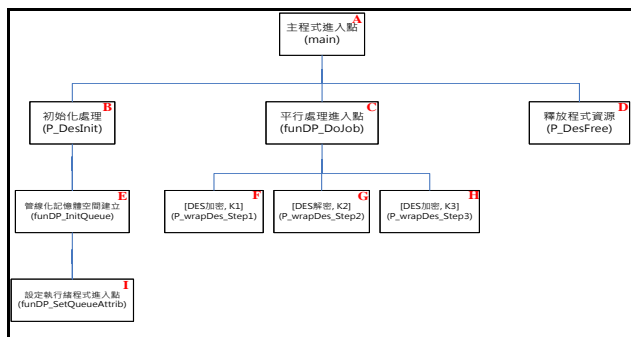 A
主程式進入點
(main)
B
初始化處理
(P_DesInit)
C
平行處理進入點
(funDP_DoJob)
D
釋放程式資源
(P_DesFree)
E
管線化記憶體空間建立
(funDP_InitQueue)
F
[DES加密, K1]
(P_wrapDes_Step1)
G
[DES解密, K2]
(P_wrapDes_Step2)
H
[DES加密, K3]
(P_wrapDes_Step3)
I
設定執行緒程式進入點
(funDP_SetQueueAttrib)